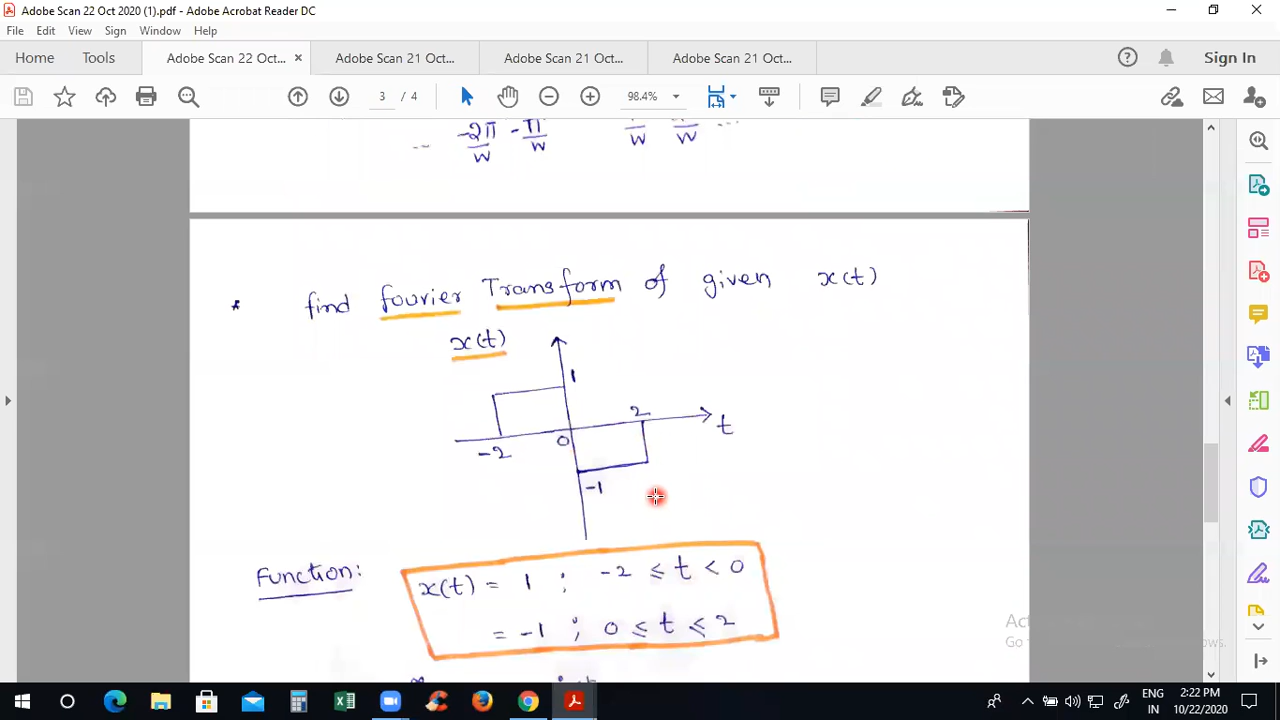 Adobe Scan 22 Oct 2020 (1).pdf - Adobe Acrobat Reader DC
File Edit View Sign Window Help
Home Tools Adobe Scan 22 Oct... × Adobe Scan 21 Oct... Adobe Scan 21 Oct... Adobe Scan 21 Oct... Sign In
3 / 4 98.4%
-2π/W -π/W π/W
* find fourier Transform of given x(t)
x(t)
1
2
t
0
-2
-1
Function: x(t) = 1 ; -2 ≤ t < 0
= -1 ; 0 ≤ t ≤ 2
ENG 2:22 PM
IN 10/22/2020